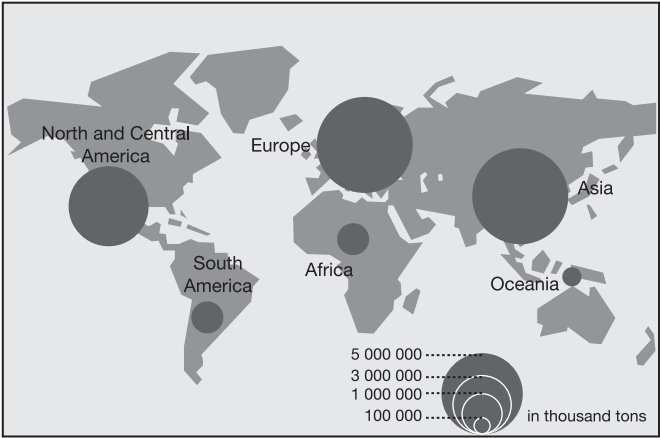 North and Central
America
Europe
Asia
South
America
Africa
Oceania
5 000 000
3 000 000
1 000 000
100 000
in thousand tons